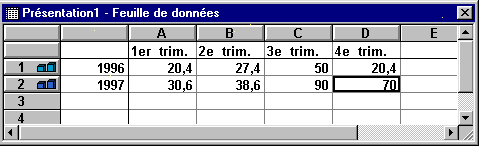 Présentation1 - Feuille de données
A B C D E
1er trim. 2e trim. 3e trim. 4e trim.
1 1996 20,4 27,4 50 20,4
2 1997 30,6 38,6 90 70
3
4